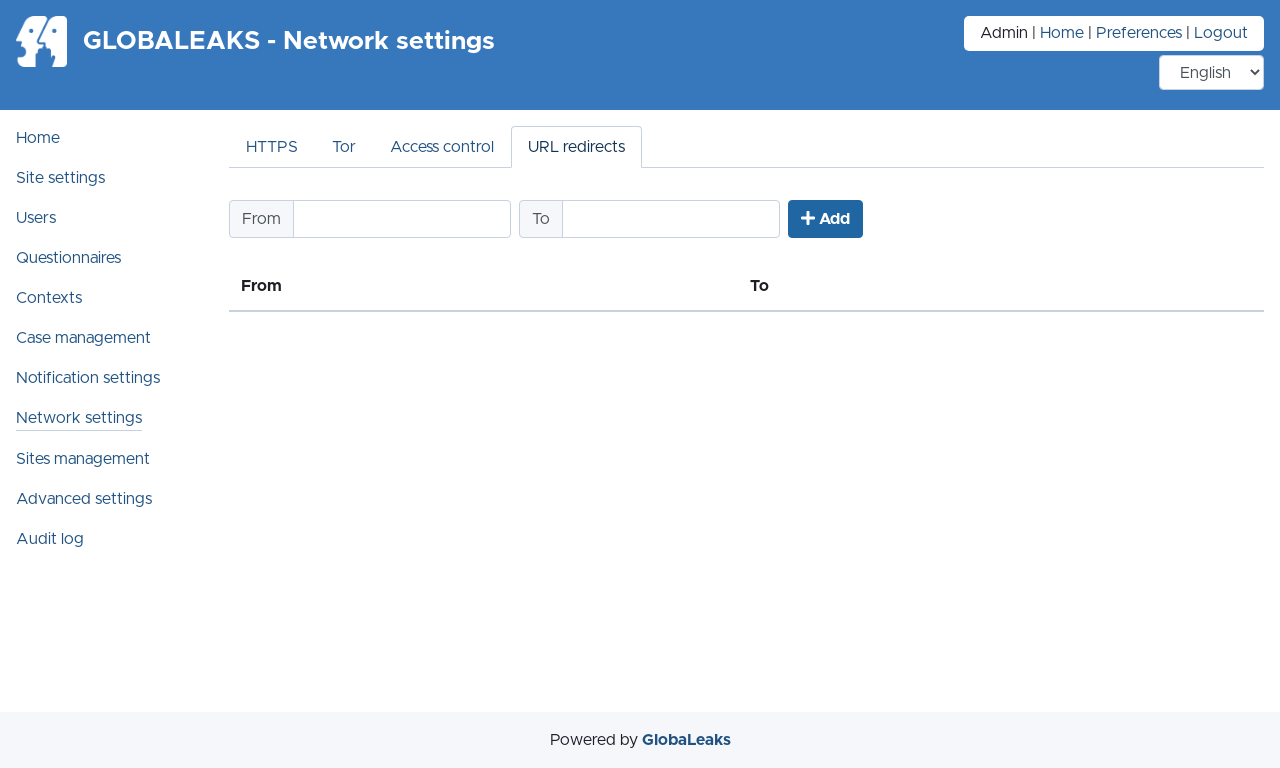 GLOBALEAKS - Network settings
Admin | Home | Preferences | Logout
English
Home
Site settings
Users
Questionnaires
Contexts
Case management
Notification settings
Network settings
Sites management
Advanced settings
Audit log
HTTPS Tor Access control URL redirects
From To Add
From To
Powered by GlobaLeaks